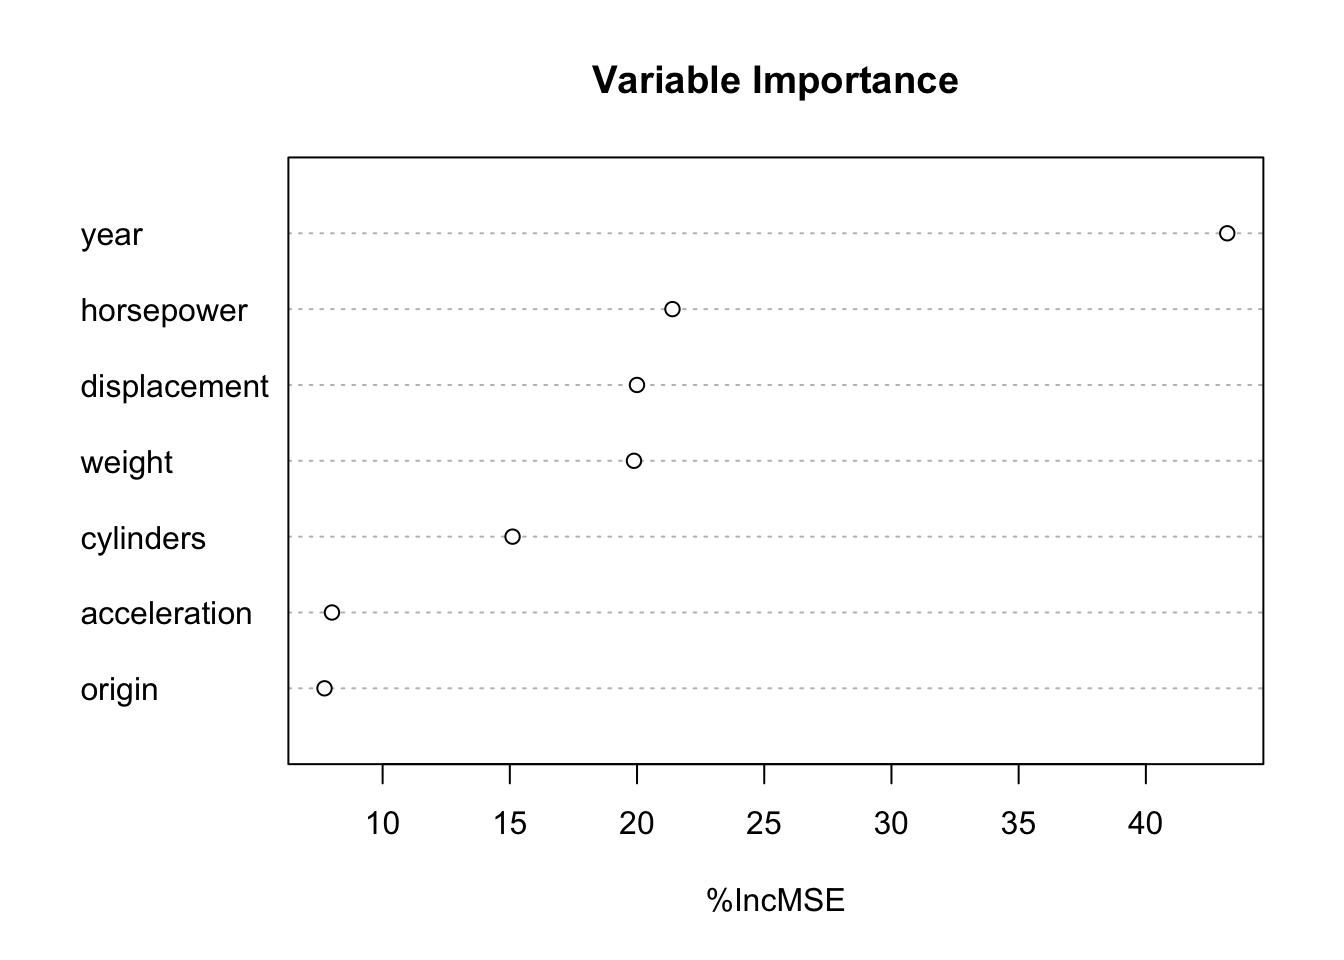 Variable Importance
year
horsepower
displacement
weight
cylinders
acceleration
origin
10 15 20 25 30 35 40
%IncMSE